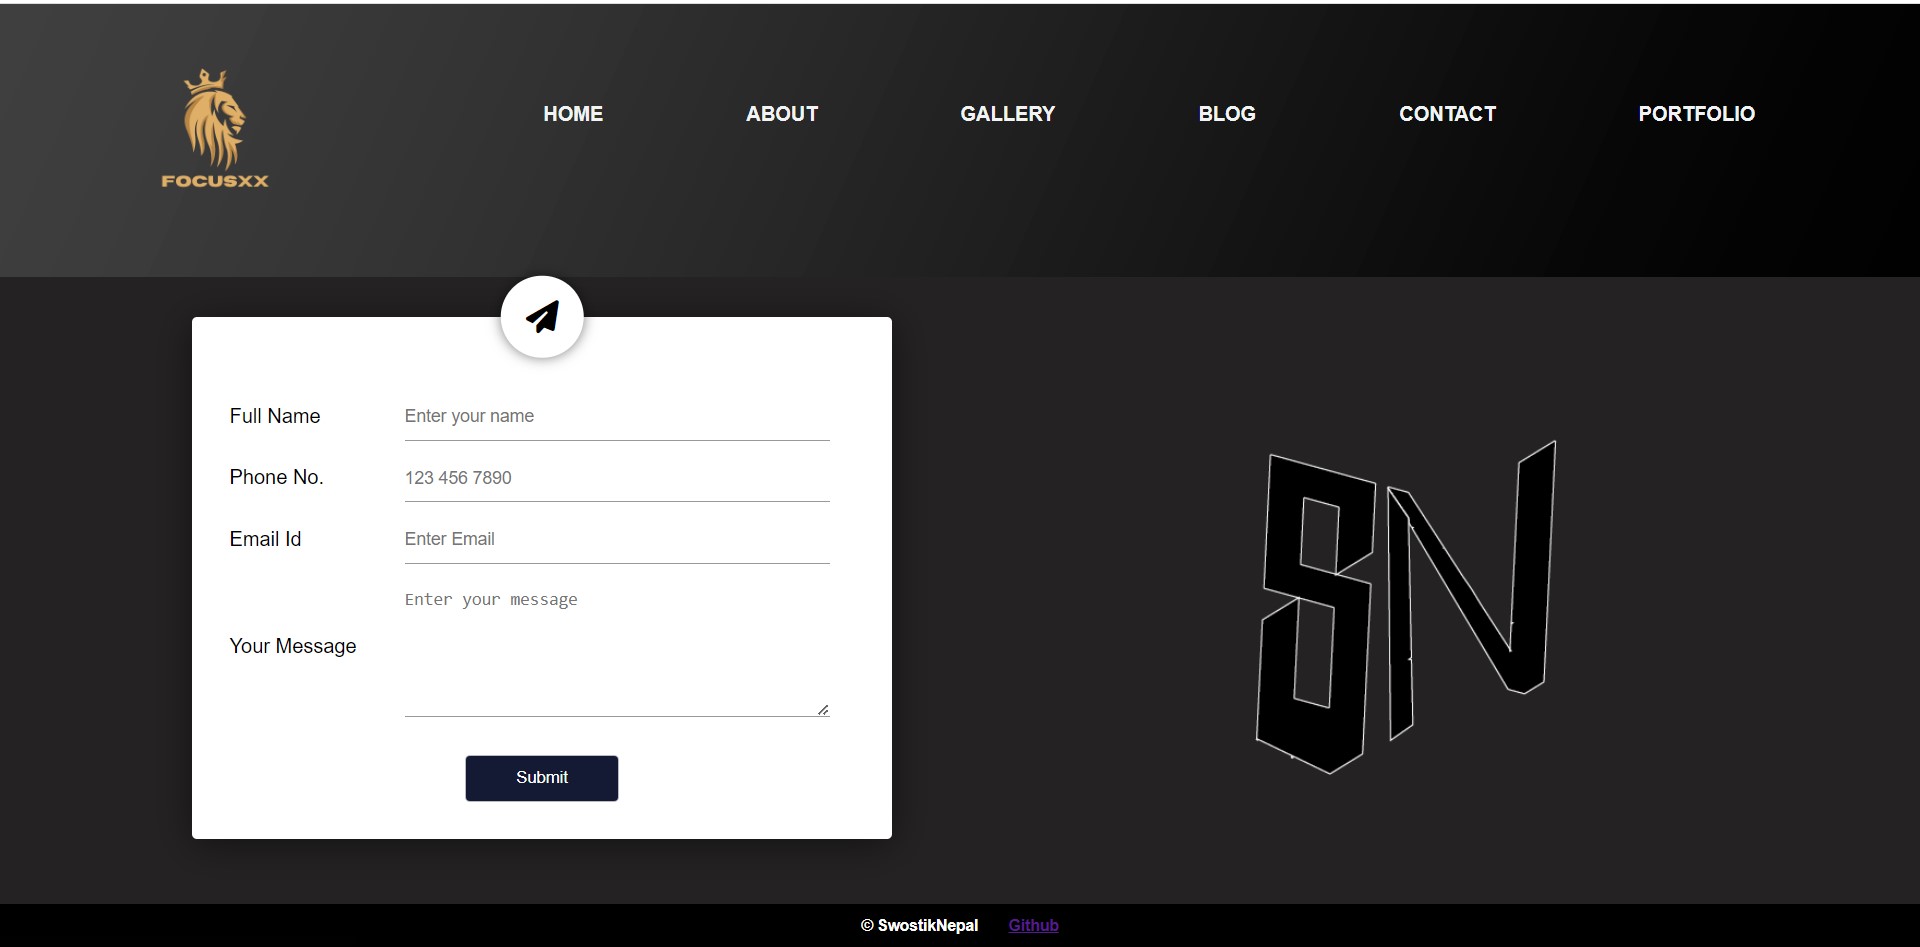 FOCUSXX
HOME ABOUT GALLERY BLOG CONTACT PORTFOLIO
Full Name Enter your name
Phone No. 123 456 7890
Email Id Enter Email
Enter your message
Your Message
Submit
SN
© SwostikNepal Github